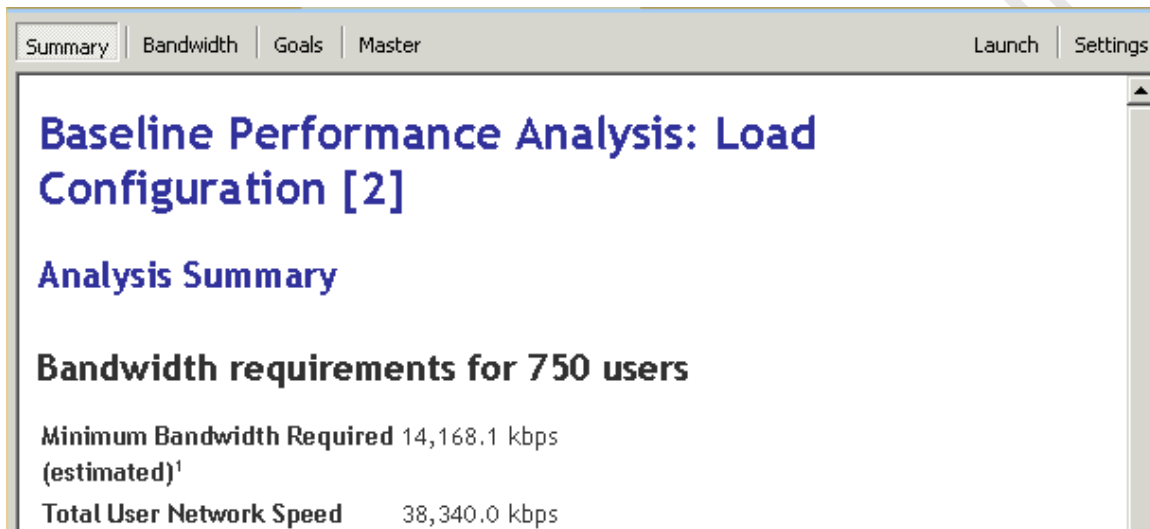 Summary Bandwidth Goals Master Launch Settings
Baseline Performance Analysis: Load
Configuration [2]
Analysis Summary
Bandwidth requirements for 750 users
Minimum Bandwidth Required 14,168.1 kbps
(estimated)¹
Total User Network Speed 38,340.0 kbps